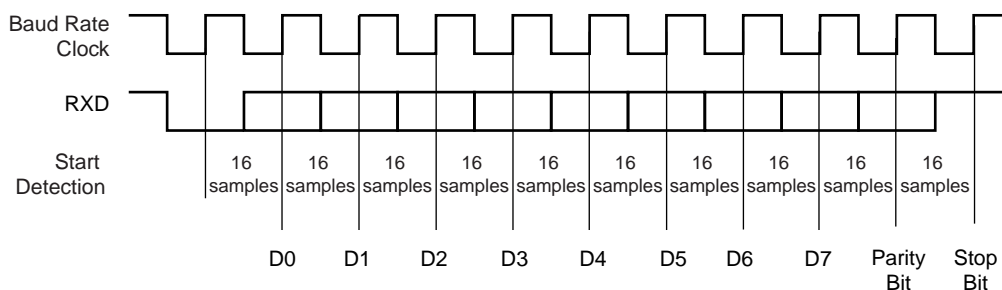 Baud Rate
Clock
RXD
Start
Detection
16 16 16 16 16 16 16 16 16 16
samples samples samples samples samples samples samples samples samples samples
D0 D1 D2 D3 D4 D5 D6 D7 Parity Stop
Bit Bit